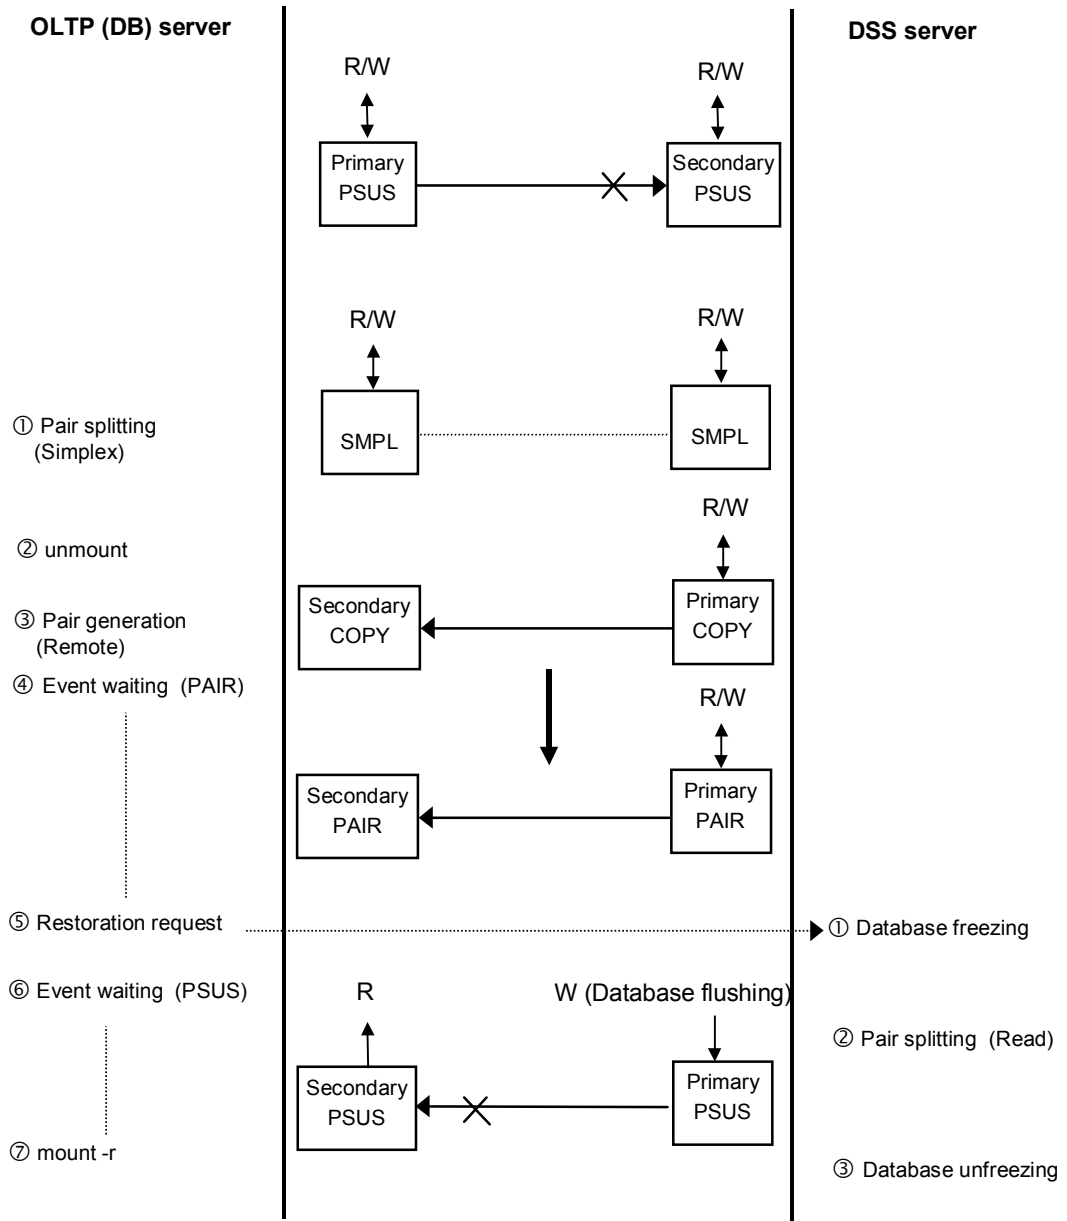 OLTP (DB) server
DSS server
R/W
R/W
Primary
PSUS
Secondary
PSUS
R/W
R/W
SMPL
SMPL
① Pair splitting
(Simplex)
R/W
② unmount
Secondary
COPY
Primary
COPY
③ Pair generation
(Remote)
④ Event waiting (PAIR)
R/W
Secondary
PAIR
Primary
PAIR
⑤ Restoration request
① Database freezing
⑥ Event waiting (PSUS)
R
W (Database flushing)
② Pair splitting (Read)
Secondary
PSUS
Primary
PSUS
⑦ mount -r
③ Database unfreezing